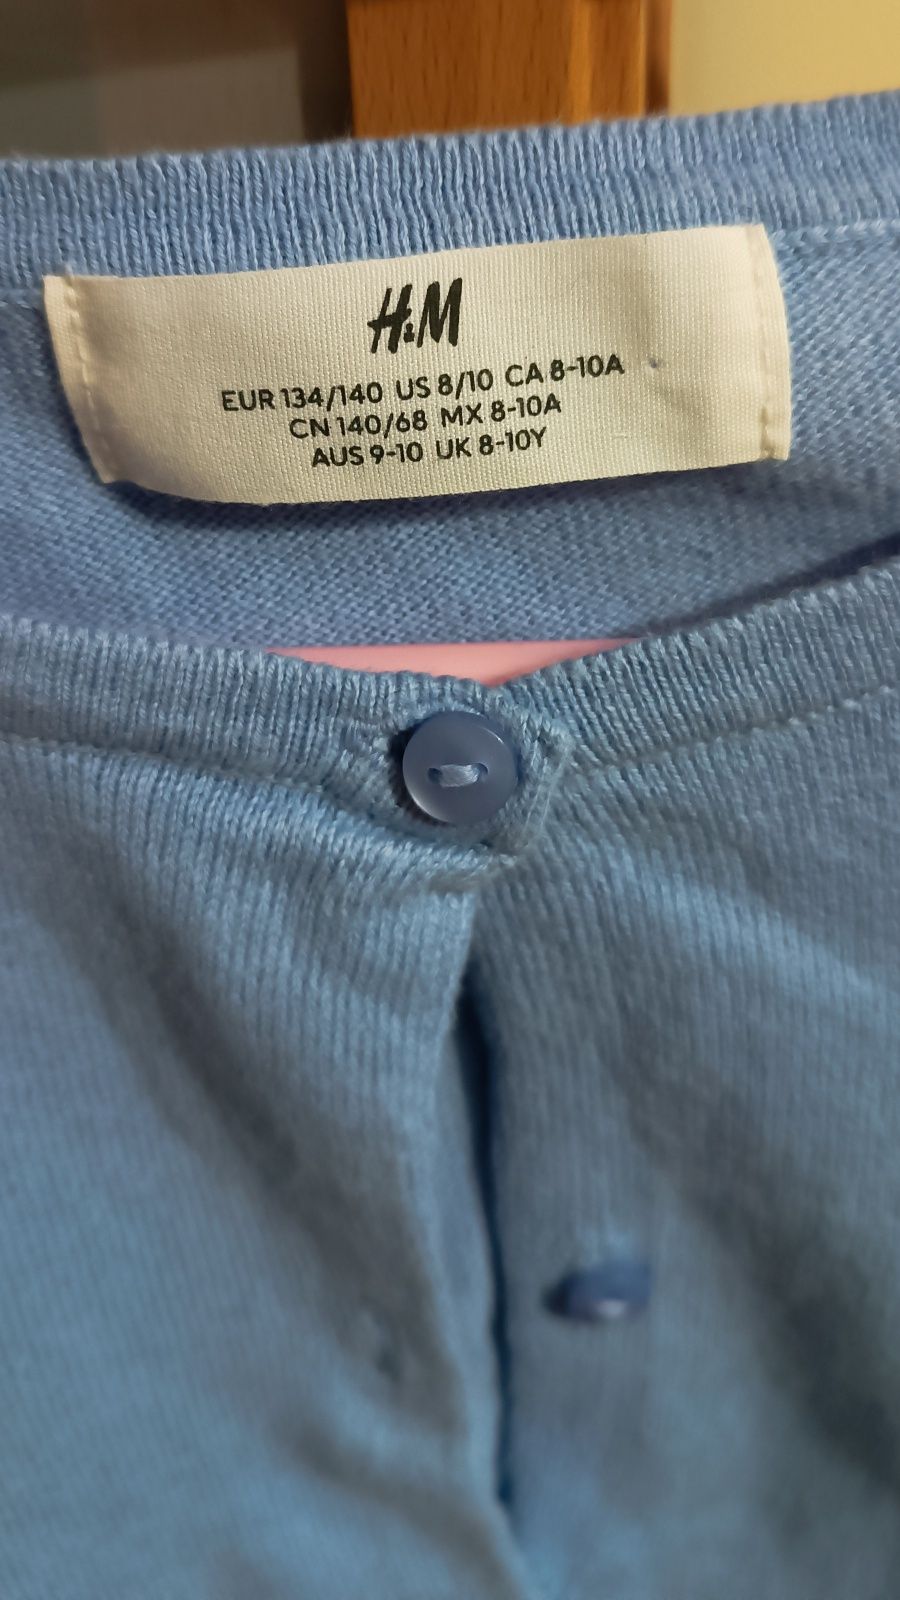 H&M
EUR 134/140 US 8/10 CA 8-10A
CN 140/68 MX 8-10A
AUS 9-10 UK 8-10Y